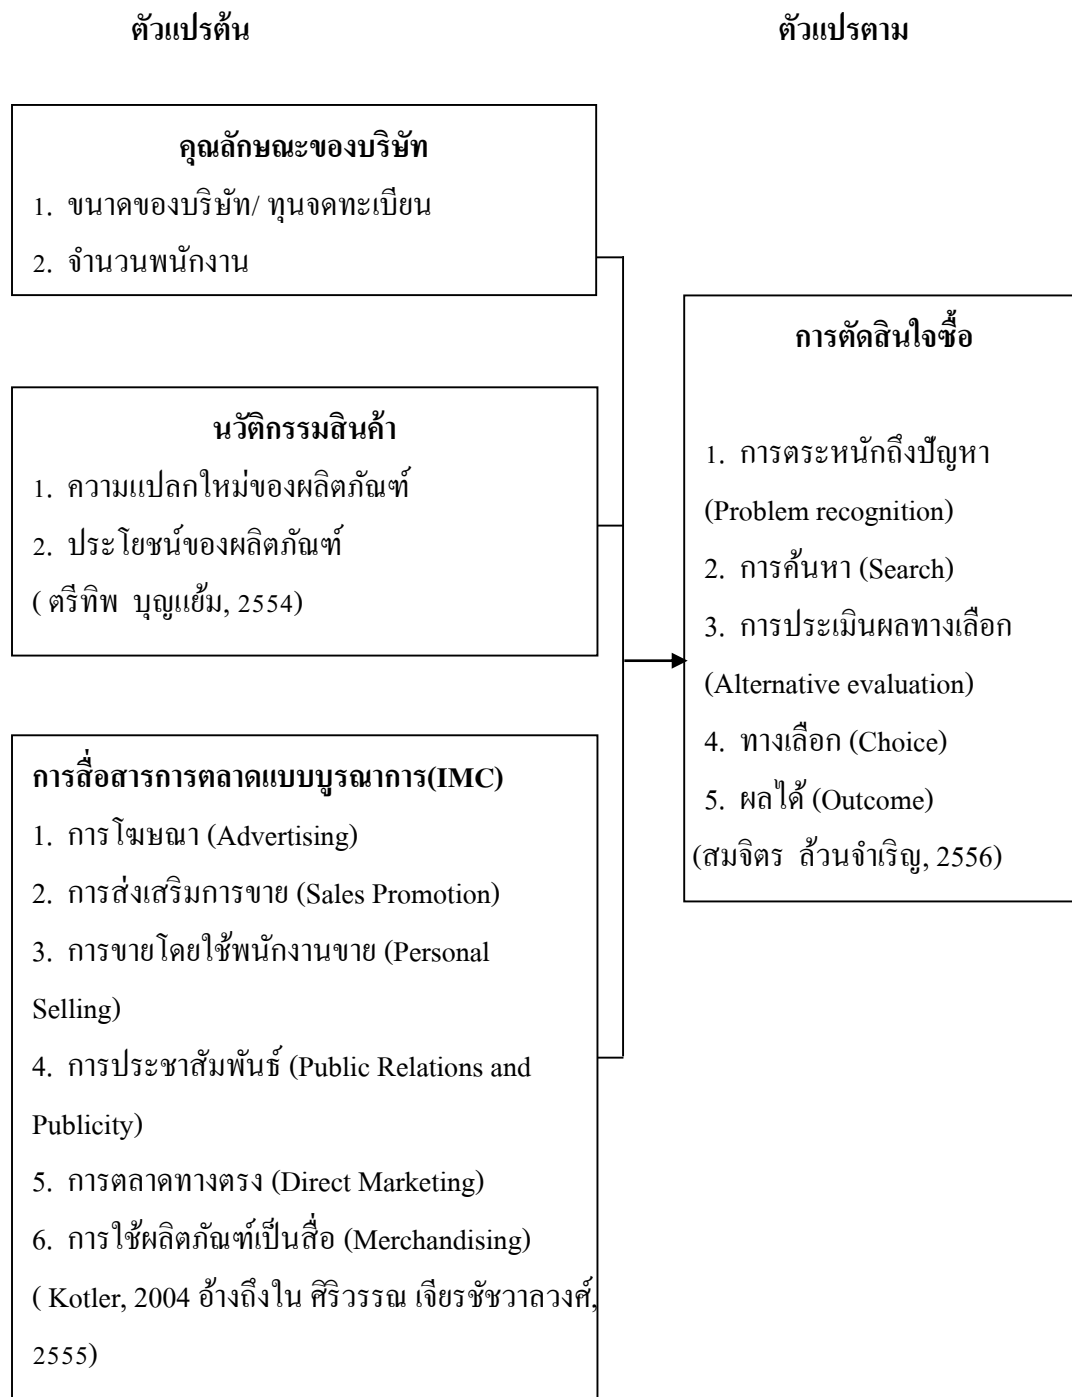 ตัวแปรต้น
ตัวแปรตาม
คุณลักษณะของบริษัท
1. ขนาดของบริษัท/ ทุนจดทะเบียน
2. จำนวนพนักงาน
นวัติกรรมสินค้า
1. ความแปลกใหม่ของผลิตภัณฑ์
2. ประโยชน์ของผลิตภัณฑ์
( ตรีทิพ บุญแย้ม, 2554)
การสื่อสารการตลาดแบบบูรณาการ(IMC)
1. การโฆษณา (Advertising)
2. การส่งเสริมการขาย (Sales Promotion)
3. การขายโดยใช้พนักงานขาย (Personal
Selling)
4. การประชาสัมพันธ์ (Public Relations and
Publicity)
5. การตลาดทางตรง (Direct Marketing)
6. การใช้ผลิตภัณฑ์เป็นสื่อ (Merchandising)
( Kotler, 2004 อ้างถึงใน ศิริวรรณ เจียรชัชวาลวงศ์,
2555)
การตัดสินใจซื้อ
1. การตระหนักถึงปัญหา
(Problem recognition)
2. การค้นหา (Search)
3. การประเมินผลทางเลือก
(Alternative evaluation)
4. ทางเลือก (Choice)
5. ผลได้ (Outcome)
(สมจิตร ล้วนจำเริญ, 2556)